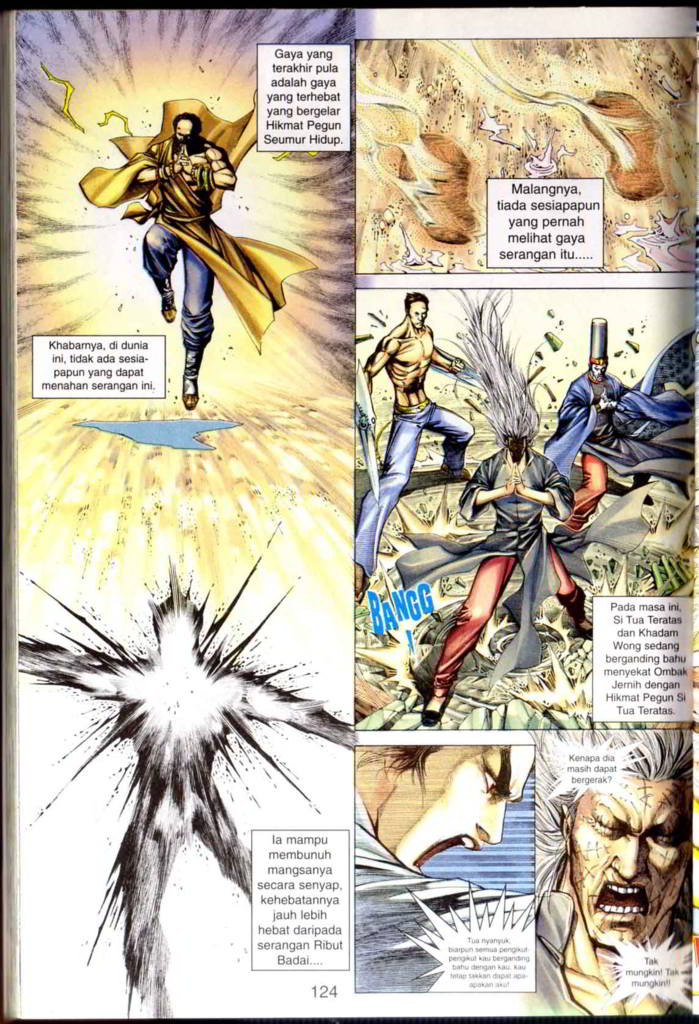 Gaya yang
terakhir pula
adalah gaya
yang terhebat
yang bergelar
Hikmat Pegun
Seumur Hidup.
Khabarnya, di dunia
ini, tidak ada sesia-
papun yang dapat
menahan serangan ini.
Ia mampu
membunuh
mangsanya
secara senyap,
kehebatannya
jauh lebih
hebat daripada
serangan Ribut
Badai....
Malangnya,
tiada sesiapapun
yang pernah
melihat gaya
serangan itu.....
BANGG
!
Pada masa ini,
Si Tua Teratas
dan Khadam
Wong sedang
berganding bahu
menyekat Ombak
Jernih dengan
Hikmat Pegun Si
Tua Teratas.
Tua nyanyuk,
biarpun semua pengikut-
pengikut kau berganding
bahu dengan kau, kau
tetap takkan dapat apa-
apakan aku!
Kenapa dia
masih dapat
bergerak?
Tak
mungkin! Tak
mungkin!!
124